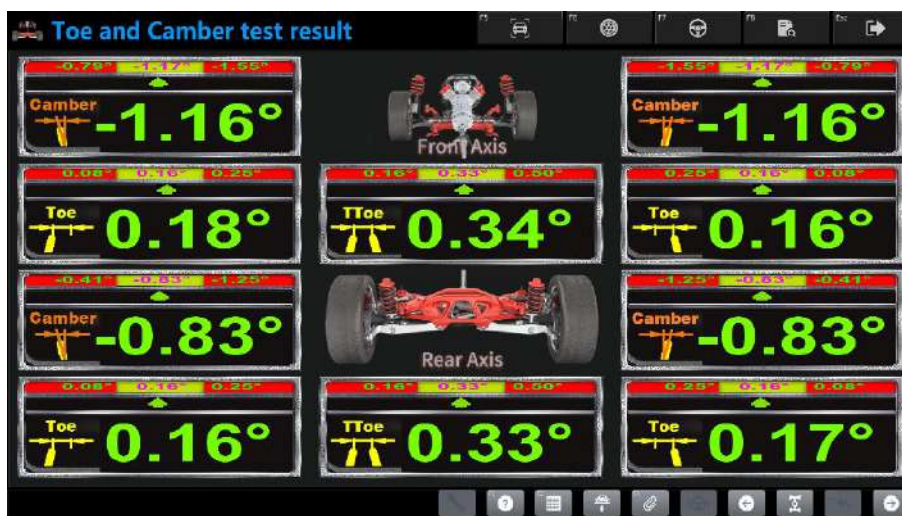 Toe and Camber test result
F5 F6 F7 F8 Esc
-0.79° -1.17° -1.55°
Camber
-1.16°
Front Axis
-1.55° -1.17° -0.79°
Camber
-1.16°
0.08° 0.16° 0.25°
Toe
0.18°
0.16° 0.33° 0.50°
TToe
0.34°
0.25° 0.16° 0.08°
Toe
0.16°
-0.41° -0.83° -1.25°
Camber
-0.83°
Rear Axis
-1.25° -0.83° -0.41°
Camber
-0.83°
0.08° 0.16° 0.25°
Toe
0.16°
0.16° 0.33° 0.50°
TToe
0.33°
0.25° 0.16° 0.08°
Toe
0.17°